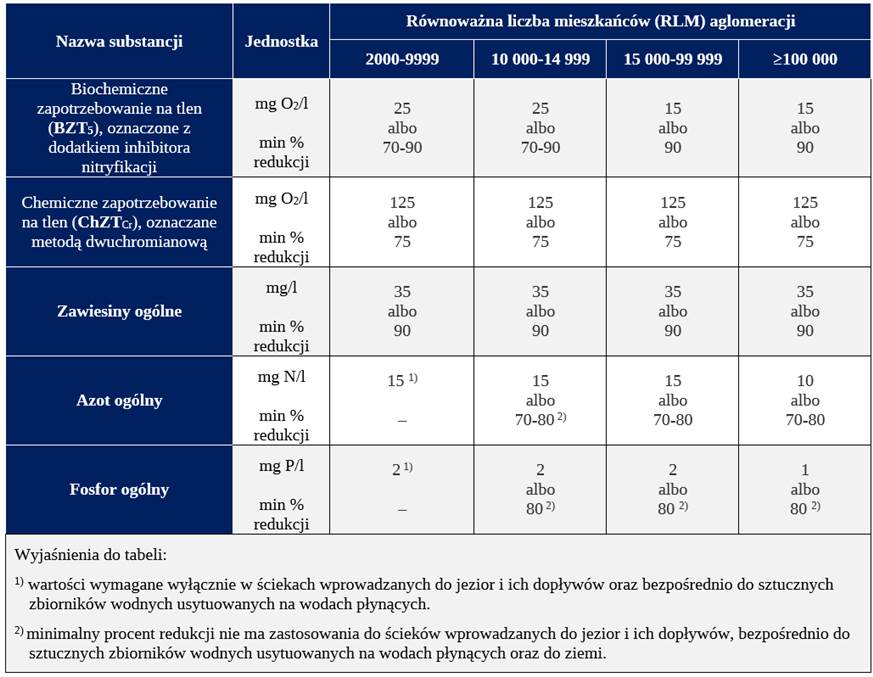 Nazwa substancji
Jednostka
Równoważna liczba mieszkańców (RLM) aglomeracji
2000-9999
10 000-14 999
15 000-99 999
≥100 000
Biochemiczne
zapotrzebowanie na tlen
(BZT₅), oznaczone z
dodatkiem inhibitora
nitryfikacji
mg O₂/l
min %
redukcji
25
albo
70-90
25
albo
70-90
15
albo
90
15
albo
90
Chemiczne zapotrzebowanie
na tlen (ChZTCr), oznaczane
metodą dwuchromianową
mg O₂/l
min %
redukcji
125
albo
75
125
albo
75
125
albo
75
125
albo
75
Zawiesiny ogólne
mg/l
min %
redukcji
35
albo
90
35
albo
90
35
albo
90
35
albo
90
Azot ogólny
mg N/l
min %
redukcji
15 ¹⁾
–
15
albo
70-80 ²⁾
15
albo
70-80
10
albo
70-80
Fosfor ogólny
mg P/l
min %
redukcji
2 ¹⁾
–
2
albo
80 ²⁾
2
albo
80 ²⁾
1
albo
80 ²⁾
Wyjaśnienia do tabeli:
¹⁾ wartości wymagane wyłącznie w ściekach wprowadzanych do jezior i ich dopływów oraz bezpośrednio do sztucznych
zbiorników wodnych usytuowanych na wodach płynących.
²⁾ minimalny procent redukcji nie ma zastosowania do ścieków wprowadzanych do jezior i ich dopływów, bezpośrednio do
sztucznych zbiorników wodnych usytuowanych na wodach płynących oraz do ziemi.